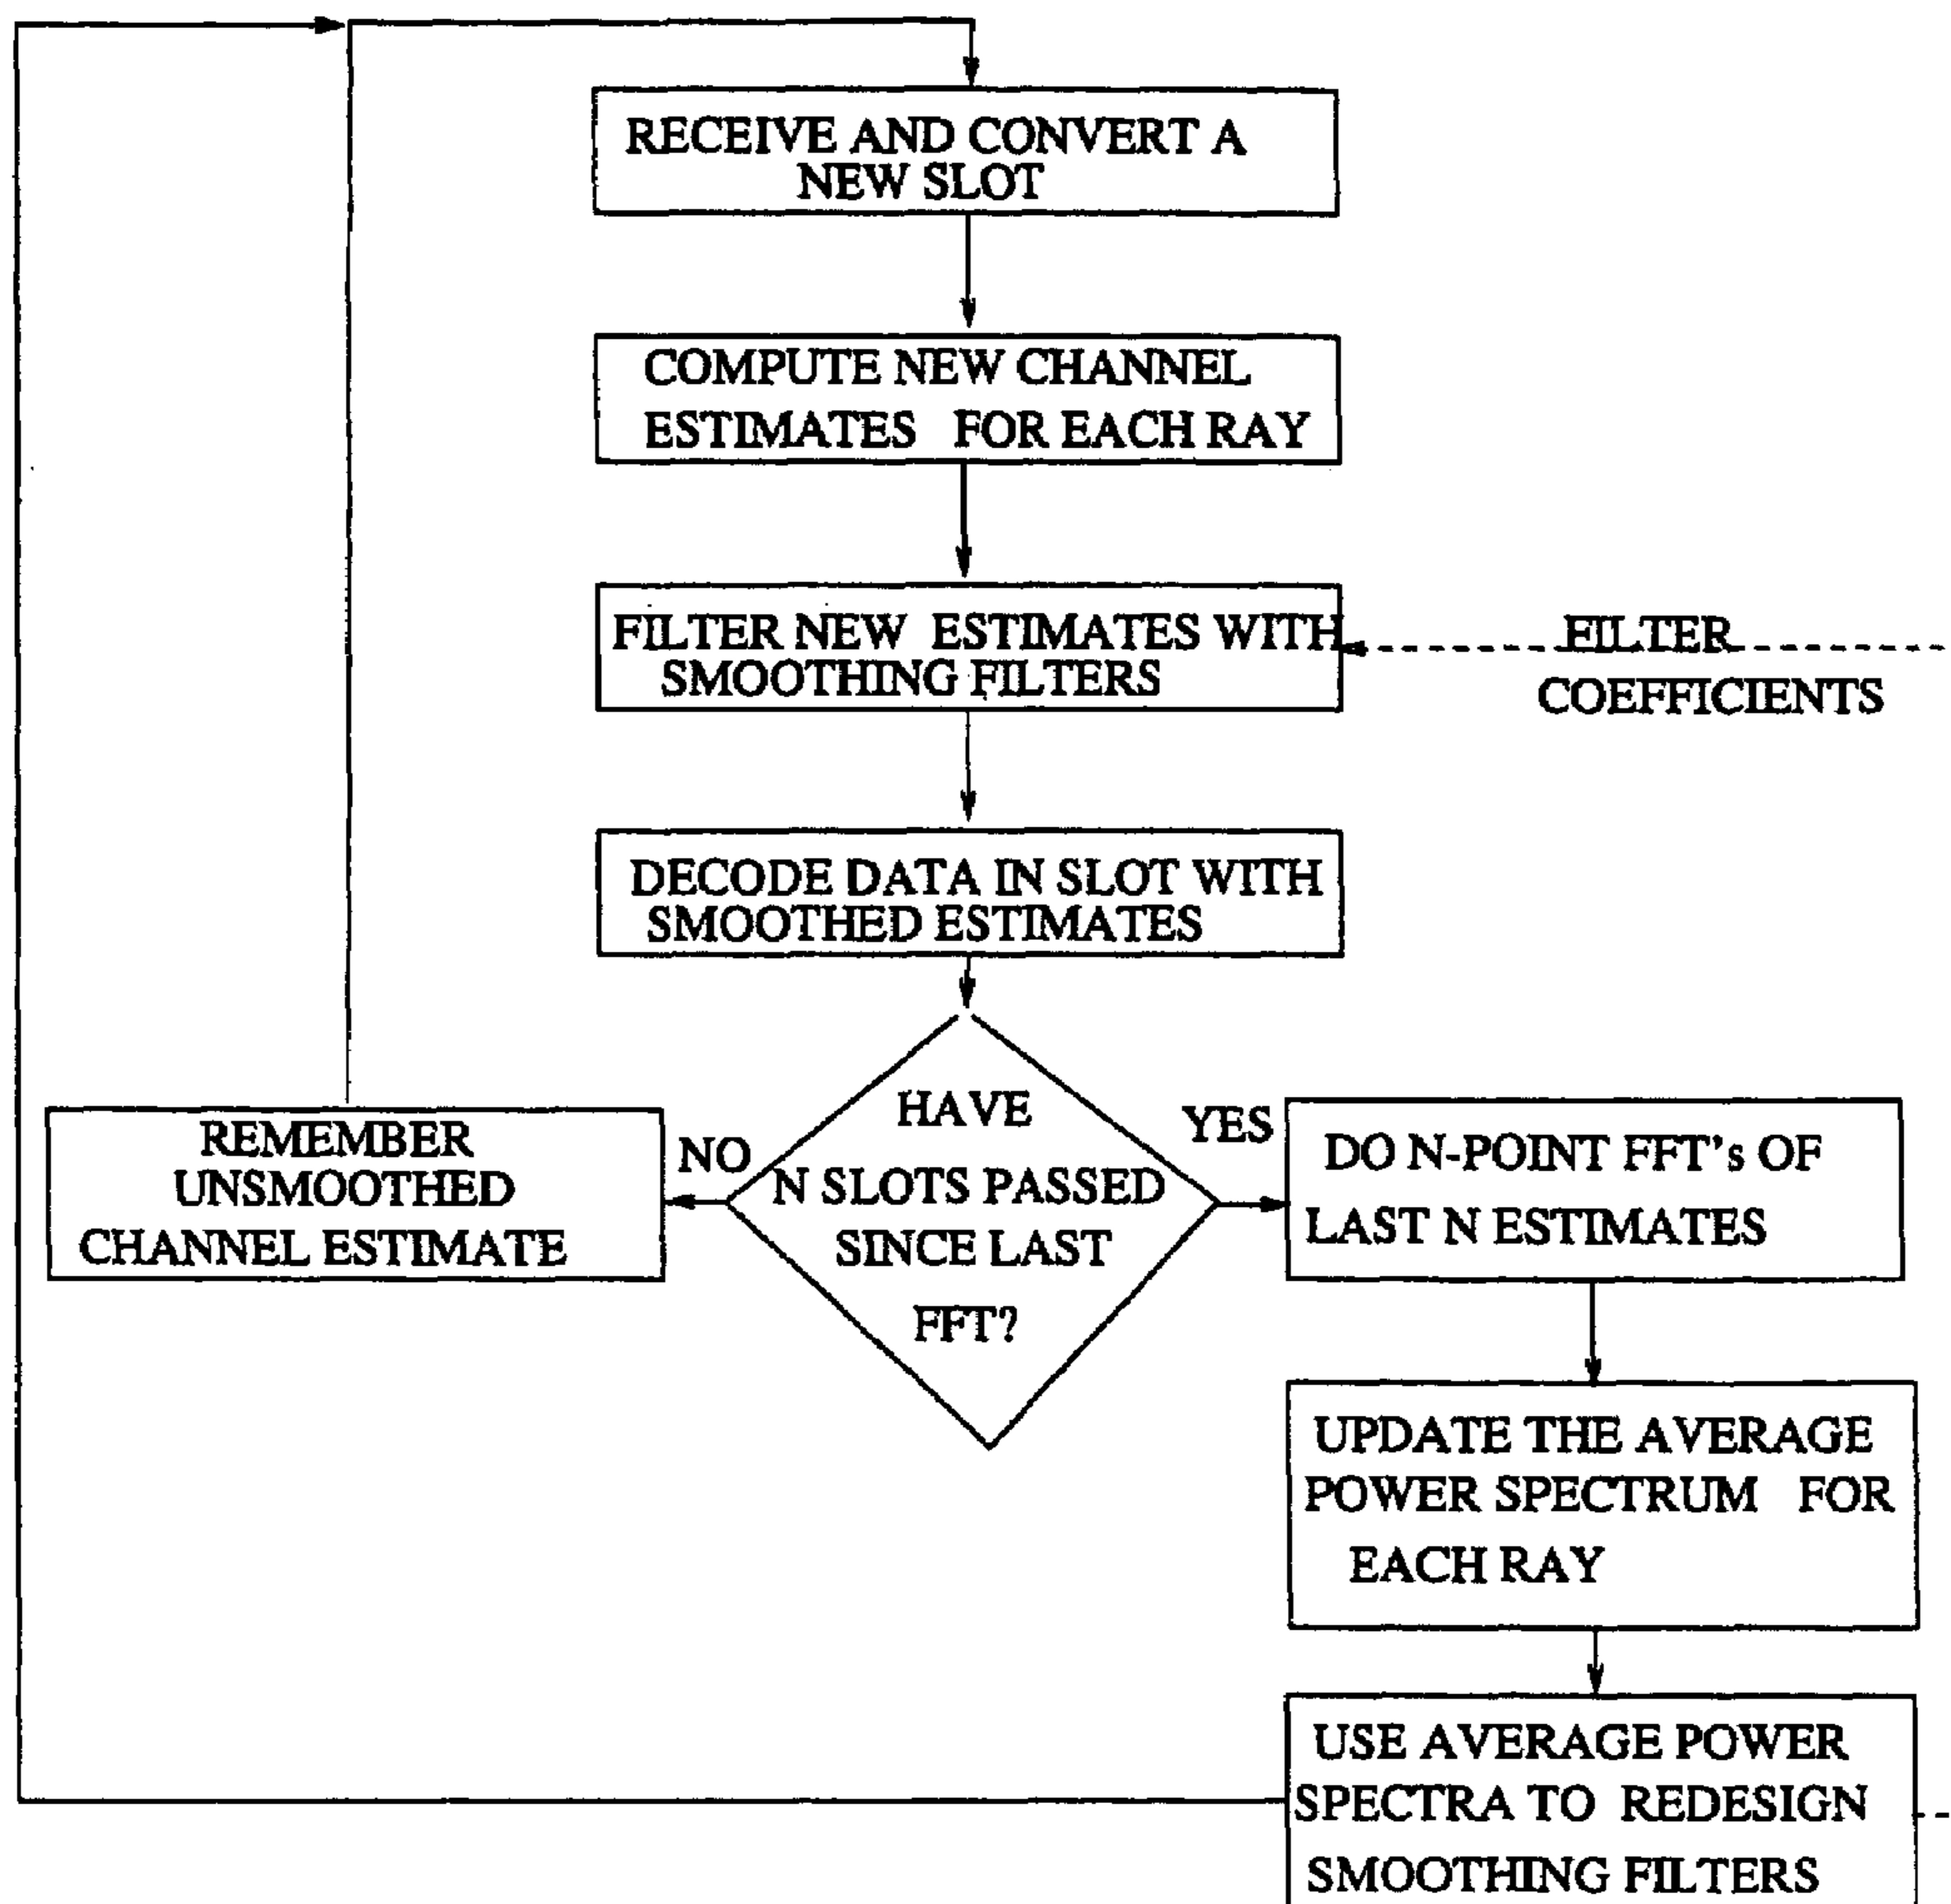 RECEIVE AND CONVERT A
NEW SLOT
COMPUTE NEW CHANNEL
ESTIMATES FOR EACH RAY
FILTER NEW ESTIMATES WITH
SMOOTHING FILTERS
FILTER
COEFFICIENTS
DECODE DATA IN SLOT WITH
SMOOTHED ESTIMATES
HAVE
N SLOTS PASSED
SINCE LAST
FFT?
NO
REMEMBER
UNSMOOTHED
CHANNEL ESTIMATE
YES
DO N-POINT FFT's OF
LAST N ESTIMATES
UPDATE THE AVERAGE
POWER SPECTRUM FOR
EACH RAY
USE AVERAGE POWER
SPECTRA TO REDESIGN
SMOOTHING FILTERS